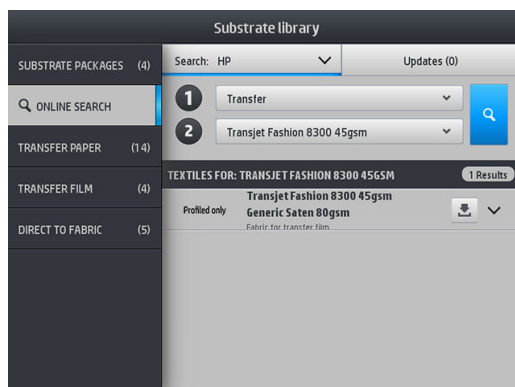 Substrate library
SUBSTRATE PACKAGES (4)
ONLINE SEARCH
TRANSFER PAPER (14)
TRANSFER FILM (4)
DIRECT TO FABRIC (5)
Search: HP
Updates (0)
1 Transfer
2 Transjet Fashion 8300 45gsm
TEXTILES FOR: TRANSJET FASHION 8300 45GSM 1 Results
Transjet Fashion 8300 45gsm
Profiled only Generic Saten 80gsm
Fabric for transfer film